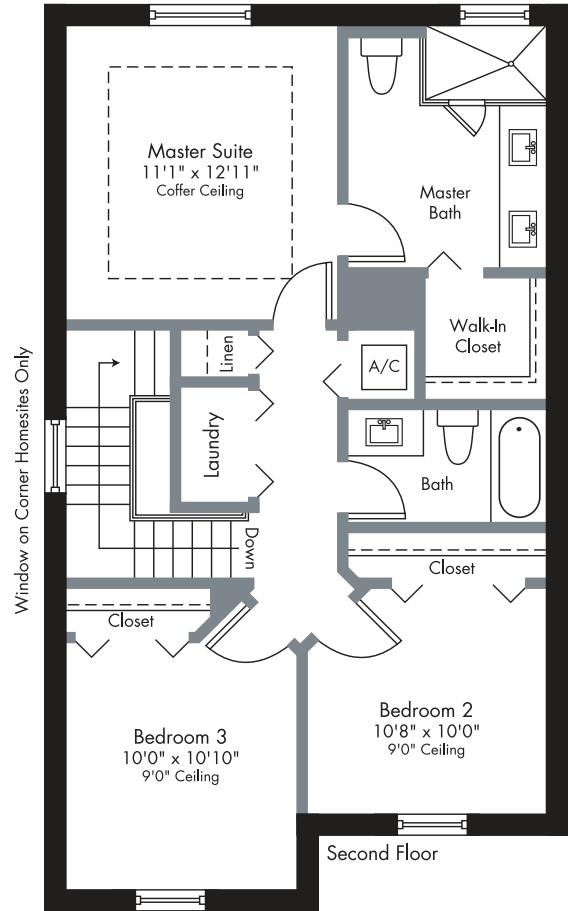 Master Suite
11'1" x 12'11"
Coffer Ceiling
Master
Bath
Walk-In
Closet
Linen
A/C
Laundry
Bath
Window on Corner Homesites Only
Down
Closet
Closet
Bedroom 3
10'0" x 10'10"
9'0" Ceiling
Bedroom 2
10'8" x 10'0"
9'0" Ceiling
Second Floor